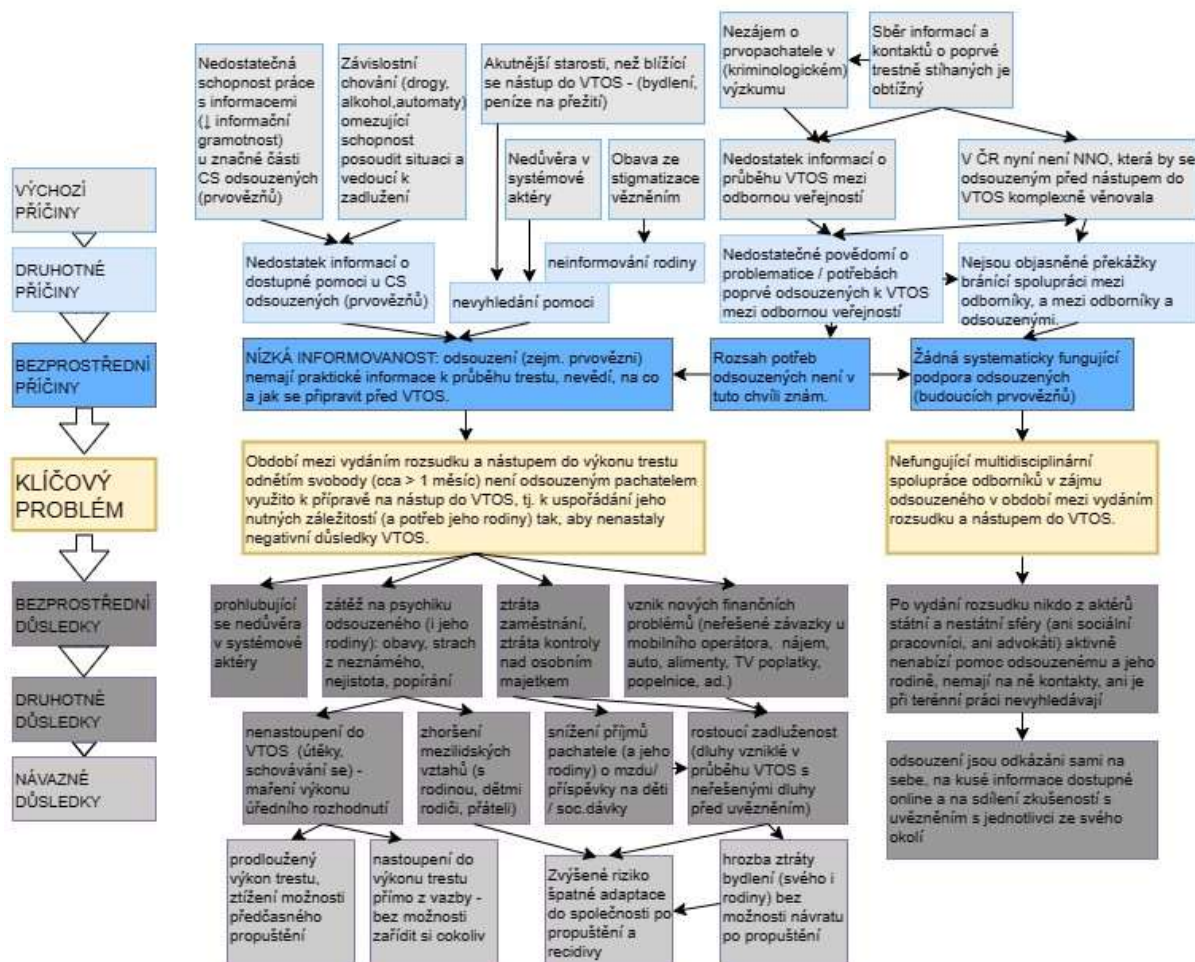 VÝCHOZÍ
PŘÍČINY
DRUHOTNÉ
PŘÍČINY
BEZPROSTŘEDNÍ
PŘÍČINY
KLÍČOVÝ
PROBLÉM
BEZPROSTŘEDNÍ
DŮSLEDKY
DRUHOTNÉ
DŮSLEDKY
NÁVAZNÉ
DŮSLEDKY
Nedostatečná
schopnost práce
s informacemi
(↓ informační
gramotnost)
u značné části
CS odsouzených
(prvovězňů)
Závislostní
chování (drogy,
alkohol,automaty)
omezující
schopnost
posoudit situaci a
vedoucí k
zadlužení
Akutnější starosti, než blížící
se nástup do VTOS - (bydlení,
peníze na přežití)
Nedůvěra v
systémové
aktéry
Obava ze
stigmatizace
vězněním
Nezájem o
prvopachatele v
(kriminologickém)
výzkumu
Sběr informací a
kontaktů o poprvé
trestně stíhaných je
obtížný
Nedostatek informací o
průběhu VTOS mezi
odbornou veřejností
V ČR nyní není NNO, která by se
odsouzeným před nástupem do
VTOS komplexně věnovala
Nedostatek informací o
dostupné pomoci u CS
odsouzených (prvovězňů)
nevyhledání pomoci
neinformování rodiny
Nedostatečné povědomí o
problematice / potřebách
poprvé odsouzených k VTOS
mezi odbornou veřejností
Nejsou objasněné překážky
bránící spolupráci mezi
odborníky, a mezi odborníky a
odsouzenými.
NÍZKÁ INFORMOVANOST: odsouzení (zejm. prvovězni)
nemají praktické informace k průběhu trestu, nevědí, na co
a jak se připravit před VTOS.
Rozsah potřeb
odsouzených není v
tuto chvíli znám.
Žádná systematicky fungující
podpora odsouzených
(budoucích prvovězňů)
Období mezi vydáním rozsudku a nástupem do výkonu trestu
odnětím svobody (cca > 1 měsíc) není odsouzeným pachatelem
využito k přípravě na nástup do VTOS, tj. k uspořádání jeho
nutných záležitostí (a potřeb jeho rodiny) tak, aby nenastaly
negativní důsledky VTOS.
Nefungující multidisciplinární
spolupráce odborníků v zájmu
odsouzeného v období mezi vydáním
rozsudku a nástupem do VTOS.
prohlubující
se nedůvěra
v systémové
aktéry
zátěž na psychiku
odsouzeného (i jeho
rodiny): obavy, strach
z neznámého,
nejistota, popírání
ztráta
zaměstnání,
ztráta kontroly
nad osobním
majetkem
vznik nových finančních
problémů (neřešené závazky u
mobilního operátora, nájem,
auto, alimenty, TV poplatky,
popelnice, ad.)
Po vydání rozsudku nikdo z aktérů
státní a nestátní sféry (ani sociální
pracovníci, ani advokáti) aktivně
nenabízí pomoc odsouzenému a jeho
rodině, nemají na ně kontakty, ani je
při terénní práci nevyhledávají
nenastoupení do
VTOS (útěky,
schovávání se) -
maření výkonu
úředního rozhodnutí
zhoršení
mezilidských
vztahů (s
rodinou, dětmi
rodiči, přáteli)
snížení příjmů
pachatele (a jeho
rodiny) o mzdu/
příspěvky na děti
/ soc.dávky
rostoucí zadluženost
(dluhy vzniklé v
průběhu VTOS s
neřešenými dluhy
před uvězněním)
odsouzení jsou odkázáni sami na
sebe, na kusé informace dostupné
online a na sdílení zkušeností s
uvězněním s jednotlivci ze svého
okolí
prodloužený
výkon trestu,
ztížení možnosti
předčasného
propuštění
nastoupení do
výkonu trestu
přímo z vazby -
bez možnosti
zařídit si cokoliv
Zvýšené riziko
špatné adaptace
do společnosti po
propuštění a
recidivy
hrozba ztráty
bydlení (svého i
rodiny) bez
možnosti návratu
po propuštění